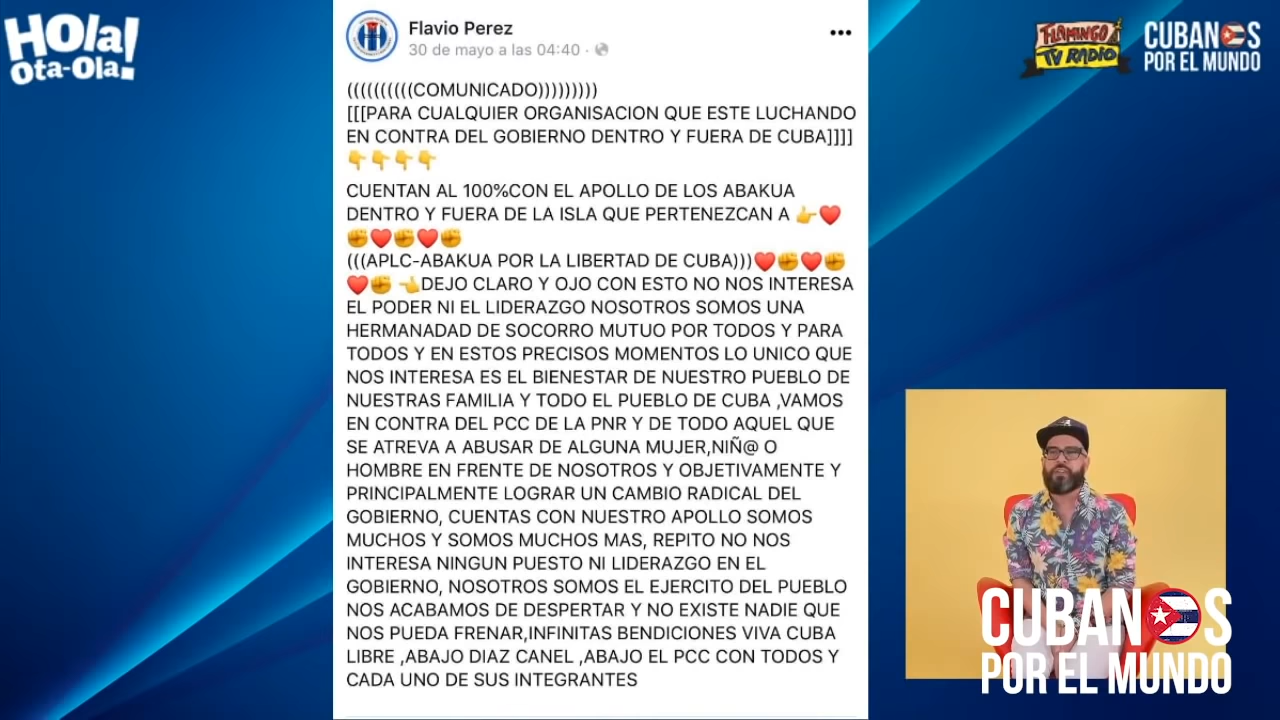 HOla!
Ota-Ola!
FLAMINGO
TV RADIO
CUBANOS
POR EL MUNDO
Flavio Perez
30 de mayo a las 04:40 ·
((((((((((COMUNICADO)))))))))
[[[PARA CUALQUIER ORGANISACION QUE ESTE LUCHANDO
EN CONTRA DEL GOBIERNO DENTRO Y FUERA DE CUBA]]]]
👇👇👇👇
CUENTAN AL 100%CON EL APOLLO DE LOS ABAKUA
DENTRO Y FUERA DE LA ISLA QUE PERTENEZCAN A 👉♥️
✊♥️✊♥️✊
(((APLC-ABAKUA POR LA LIBERTAD DE CUBA)))♥️✊♥️✊
♥️✊ 👈DEJO CLARO Y OJO CON ESTO NO NOS INTERESA
EL PODER NI EL LIDERAZGO NOSOTROS SOMOS UNA
HERMANADAD DE SOCORRO MUTUO POR TODOS Y PARA
TODOS Y EN ESTOS PRECISOS MOMENTOS LO UNICO QUE
NOS INTERESA ES EL BIENESTAR DE NUESTRO PUEBLO DE
NUESTRAS FAMILIA Y TODO EL PUEBLO DE CUBA ,VAMOS
EN CONTRA DEL PCC DE LA PNR Y DE TODO AQUEL QUE
SE ATREVA A ABUSAR DE ALGUNA MUJER,NIÑ@ O
HOMBRE EN FRENTE DE NOSOTROS Y OBJETIVAMENTE Y
PRINCIPALMENTE LOGRAR UN CAMBIO RADICAL DEL
GOBIERNO, CUENTAS CON NUESTRO APOLLO SOMOS
MUCHOS Y SOMOS MUCHOS MAS, REPITO NO NOS
INTERESA NINGUN PUESTO NI LIDERAZGO EN EL
GOBIERNO, NOSOTROS SOMOS EL EJERCITO DEL PUEBLO
NOS ACABAMOS DE DESPERTAR Y NO EXISTE NADIE QUE
NOS PUEDA FRENAR,INFINITAS BENDICIONES VIVA CUBA
LIBRE ,ABAJO DIAZ CANEL ,ABAJO EL PCC CON TODOS Y
CADA UNO DE SUS INTEGRANTES
CUBANOS
POR EL MUNDO